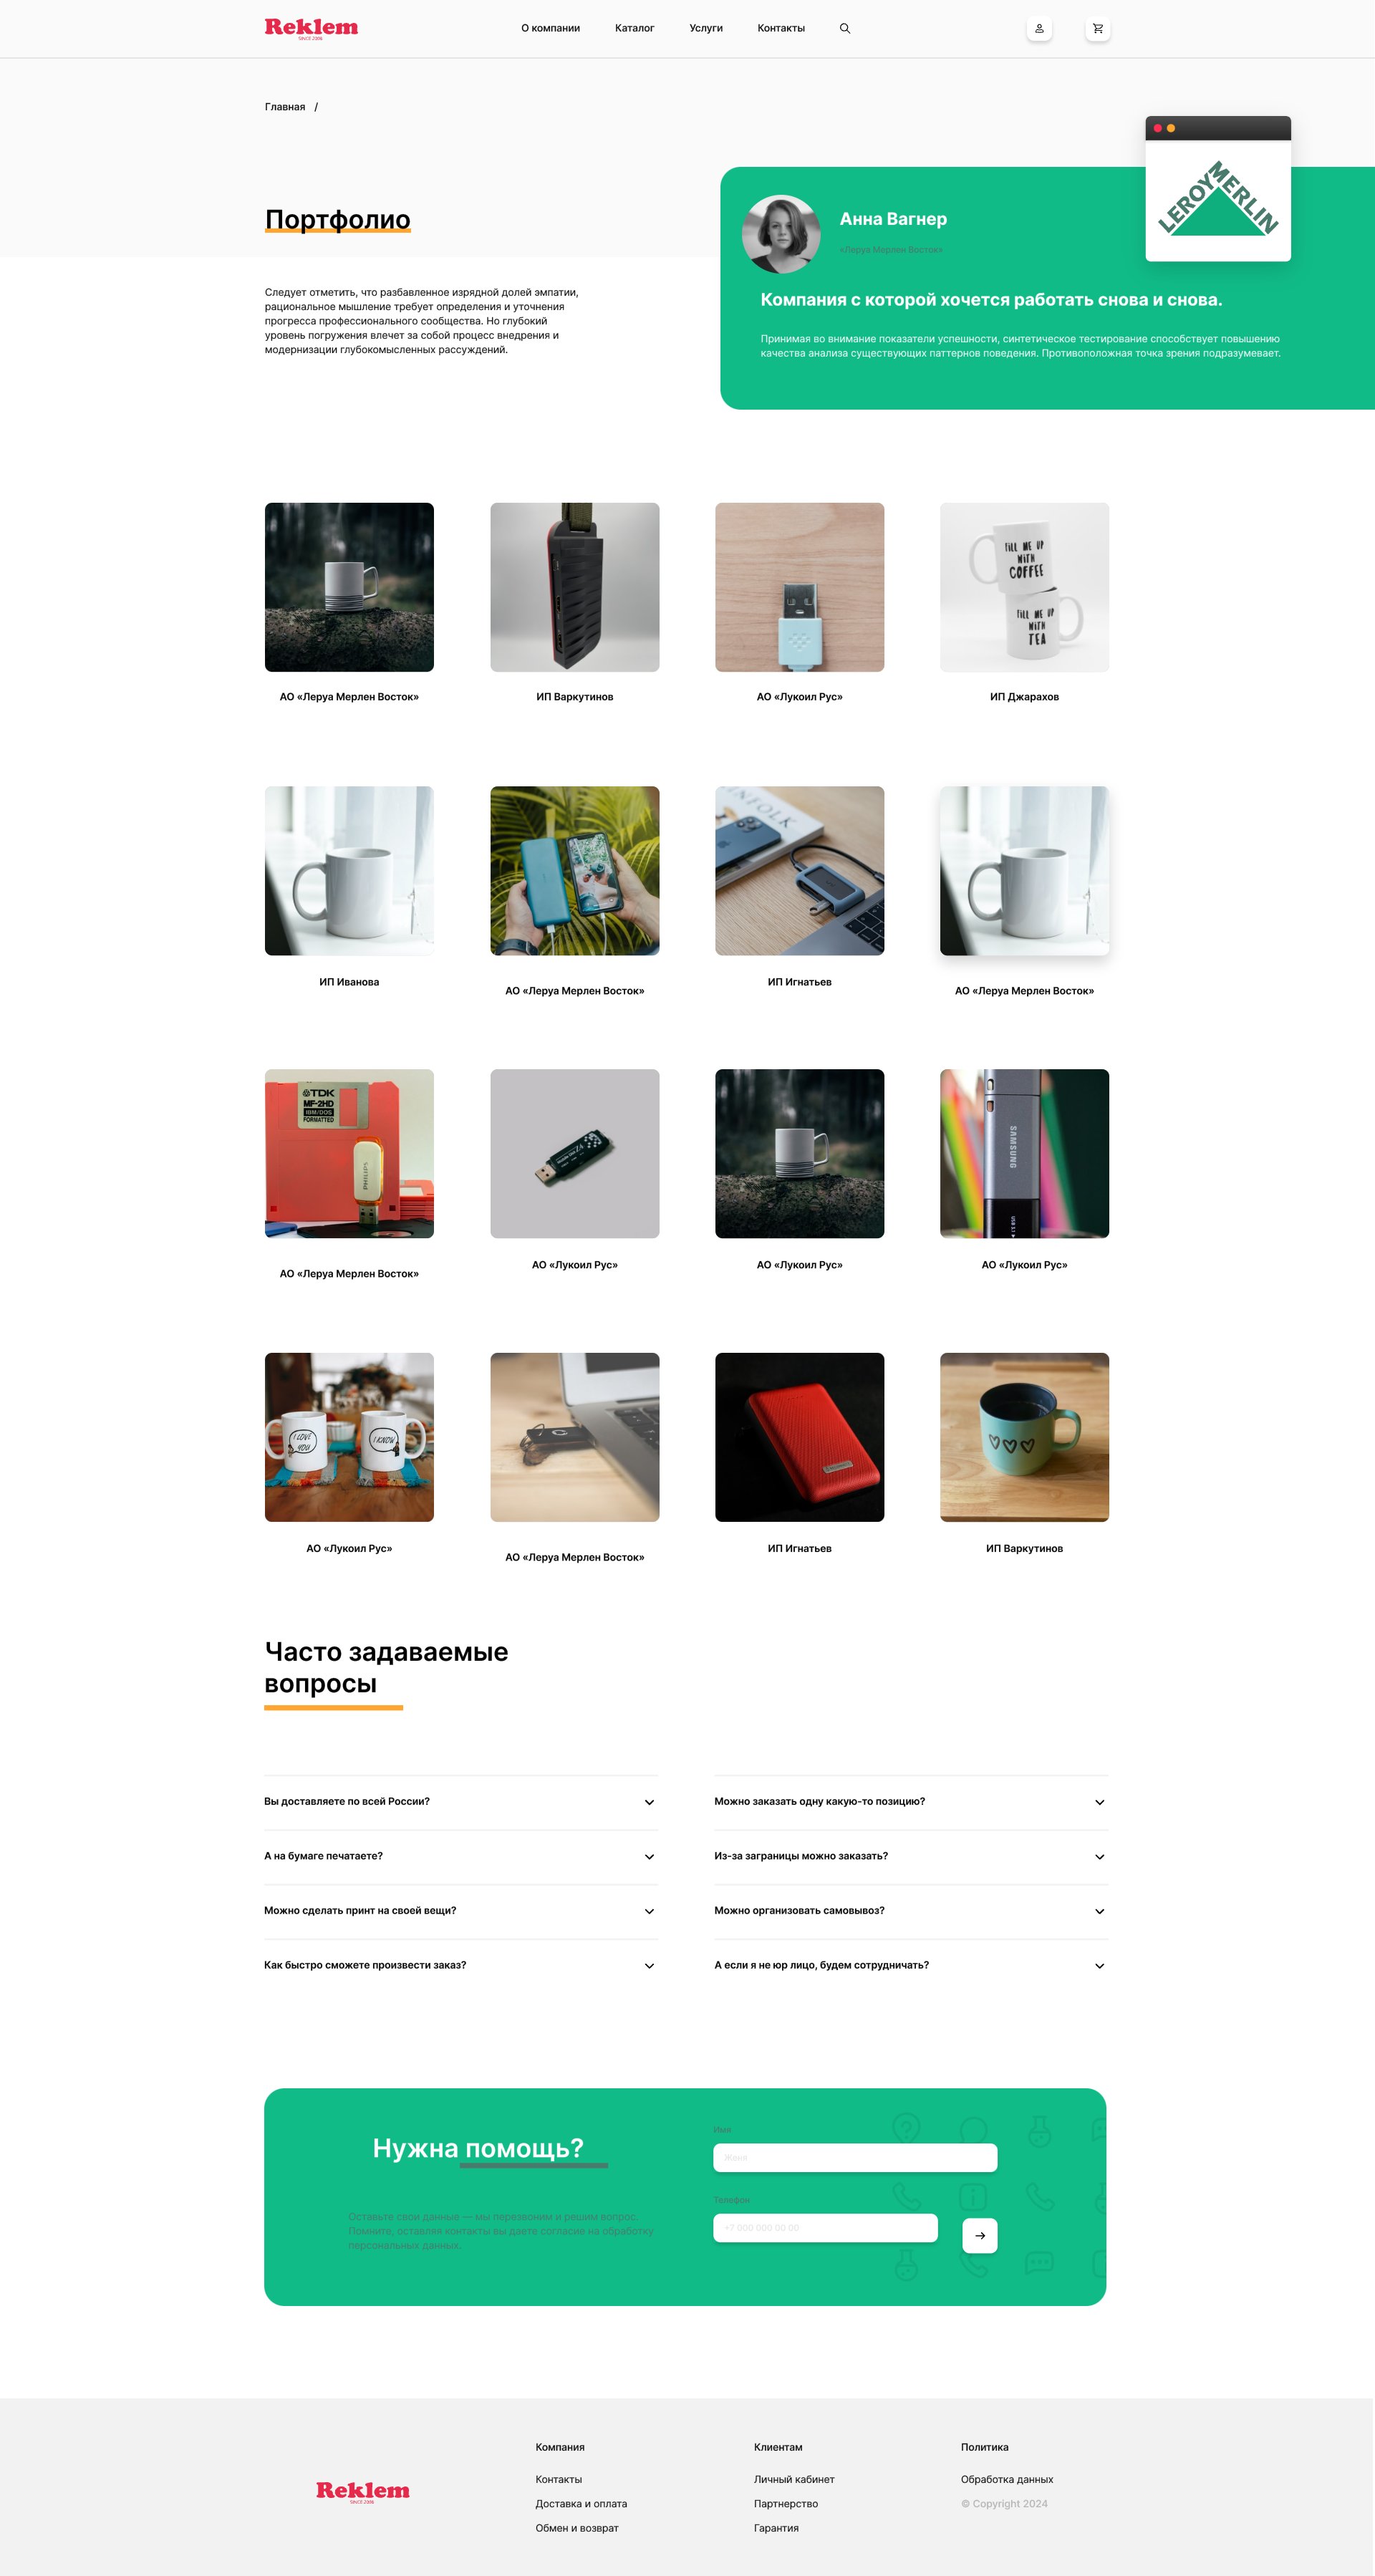 Reklem
SINCE 2006
О компании
Каталог
Услуги
Контакты
Главная /
Портфолио
Следует отметить, что разбавленное изрядной долей эмпатии,
рациональное мышление требует определения и уточнения
прогресса профессионального сообщества. Но глубокий
уровень погружения влечет за собой процесс внедрения и
модернизации глубокомысленных рассуждений.
LEROY MERLIN
Анна Вагнер
«Леруа Мерлен Восток»
Компания с которой хочется работать снова и снова.
Принимая во внимание показатели успешности, синтетическое тестирование способствует повышению
качества анализа существующих паттернов поведения. Противоположная точка зрения подразумевает.
FILL ME UP
WITH
COFFEE
FILL ME UP
WITH
TEA
АО «Леруа Мерлен Восток»
ИП Варкутинов
АО «Лукоил Рус»
ИП Джарахов
INFOLK
ИП Иванова
АО «Леруа Мерлен Восток»
ИП Игнатьев
АО «Леруа Мерлен Восток»
TDK
MF-2HD
IBM/DOS
FORMATTED
PHILIPS
SAMSUNG
АО «Леруа Мерлен Восток»
АО «Лукоил Рус»
АО «Лукоил Рус»
АО «Лукоил Рус»
I LOVE
YOU
I KNOW
АО «Лукоил Рус»
АО «Леруа Мерлен Восток»
ИП Игнатьев
ИП Варкутинов
Часто задаваемые
вопросы
Вы доставляете по всей России?
А на бумаге печатаете?
Можно сделать принт на своей вещи?
Как быстро сможете произвести заказ?
Можно заказать одну какую-то позицию?
Из-за заграницы можно заказать?
Можно организовать самовывоз?
А если я не юр лицо, будем сотрудничать?
Нужна помощь?
Оставьте свои данные — мы перезвоним и решим вопрос.
Помните, оставляя контакты вы даете согласие на обработку
персональных данных.
Имя
Женя
Телефон
+7 000 000 00 00
Reklem
SINCE 2006
Компания
Контакты
Доставка и оплата
Обмен и возврат
Клиентам
Личный кабинет
Партнерство
Гарантия
Политика
Обработка данных
© Copyright 2024